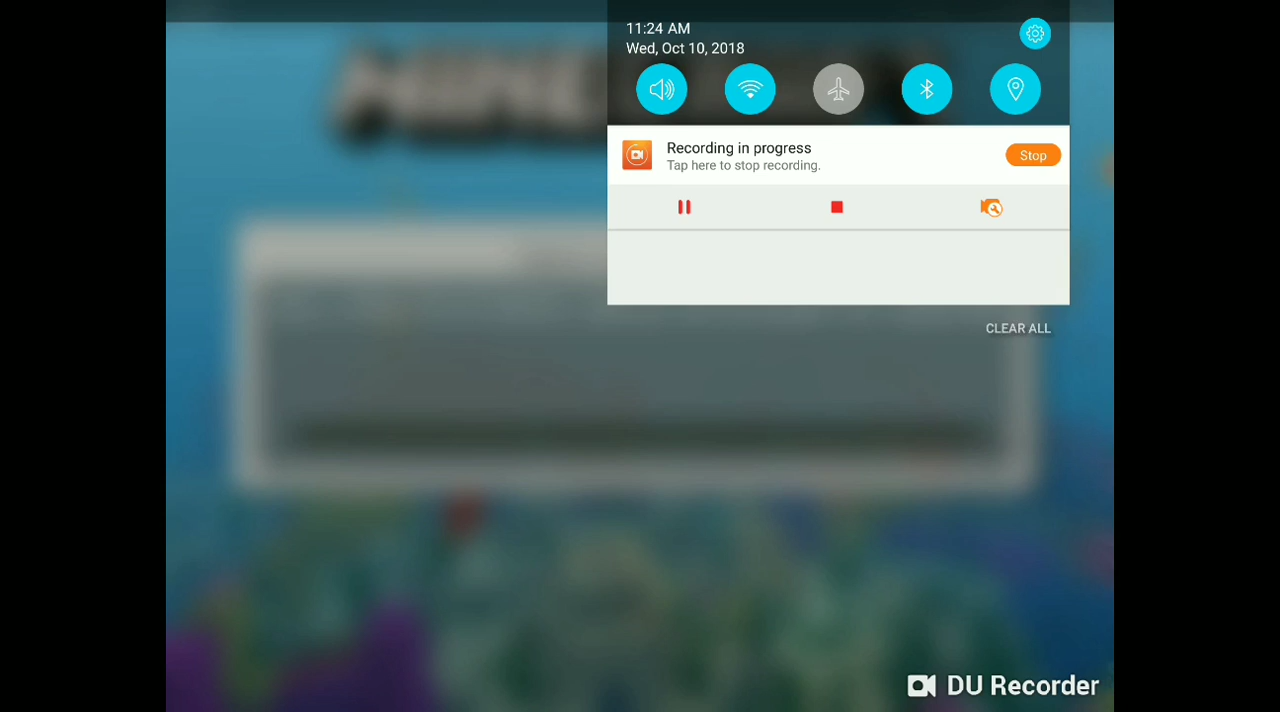 11:24 AM
Wed, Oct 10, 2018
Recording in progress
Tap here to stop recording.
Stop
CLEAR ALL
DU Recorder